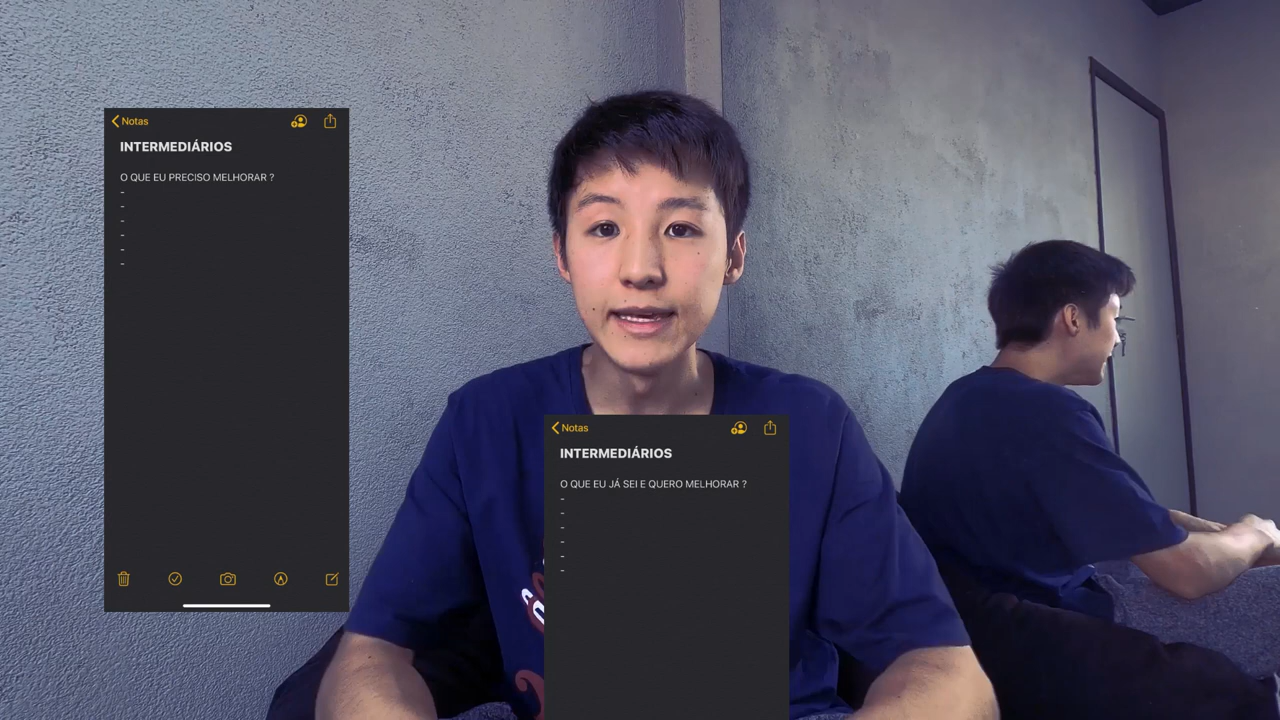 Notas
INTERMEDIÁRIOS
O QUE EU PRECISO MELHORAR ?
-
-
-
-
-
-
Notas
INTERMEDIÁRIOS
O QUE EU JÁ SEI E QUERO MELHORAR ?
-
-
-
-
-
-